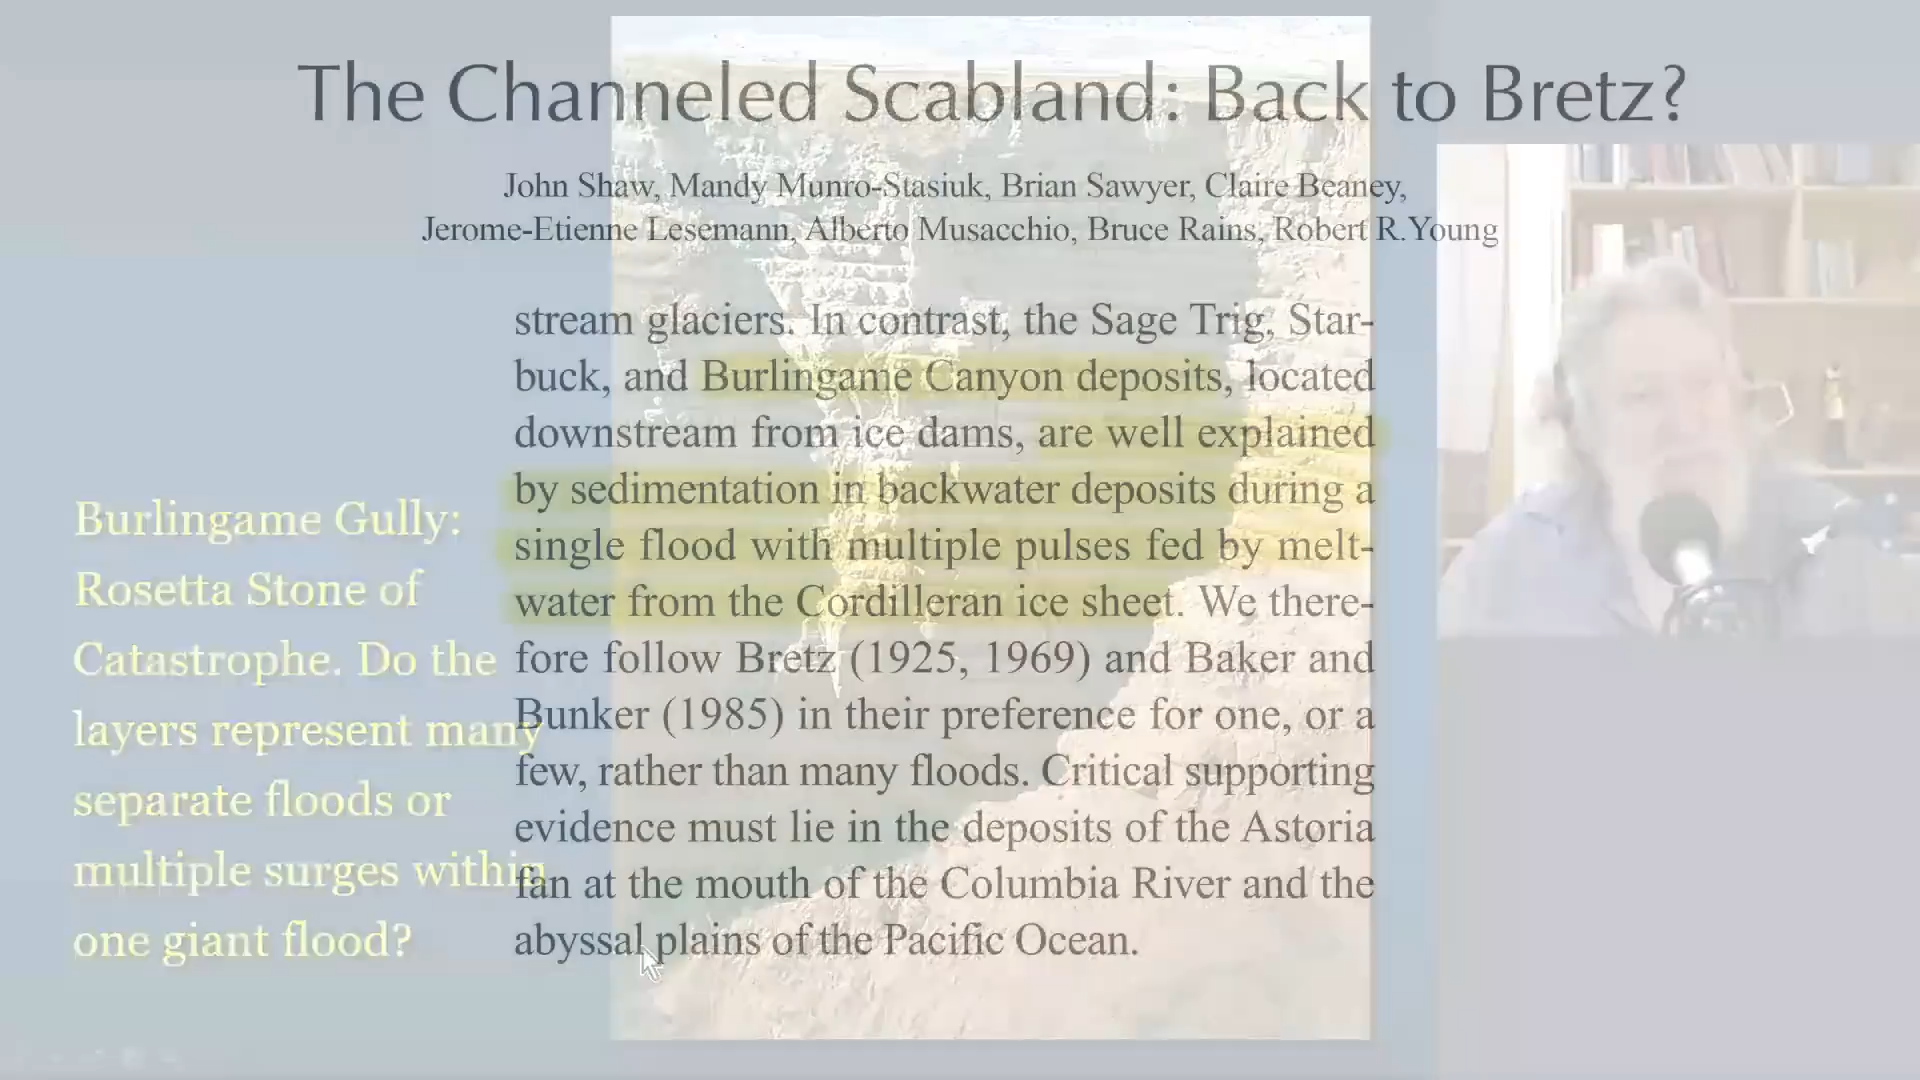 The Channeled Scabland: Back to Bretz?
John Shaw, Mandy Munro-Stasiuk, Brian Sawyer, Claire Beaney,
Jerome-Etienne Lesemann, Alberto Musacchio, Bruce Rains, Robert R.Young
stream glaciers. In contrast, the Sage Trig, Star-
buck, and Burlingame Canyon deposits, located
downstream from ice dams, are well explained
by sedimentation in backwater deposits during a
single flood with multiple pulses fed by melt-
water from the Cordilleran ice sheet. We there-
fore follow Bretz (1925, 1969) and Baker and
Bunker (1985) in their preference for one, or a
few, rather than many floods. Critical supporting
evidence must lie in the deposits of the Astoria
fan at the mouth of the Columbia River and the
abyssal plains of the Pacific Ocean.
Burlingame Gully:
Rosetta Stone of
Catastrophe. Do the
layers represent many
separate floods or
multiple surges within
one giant flood?